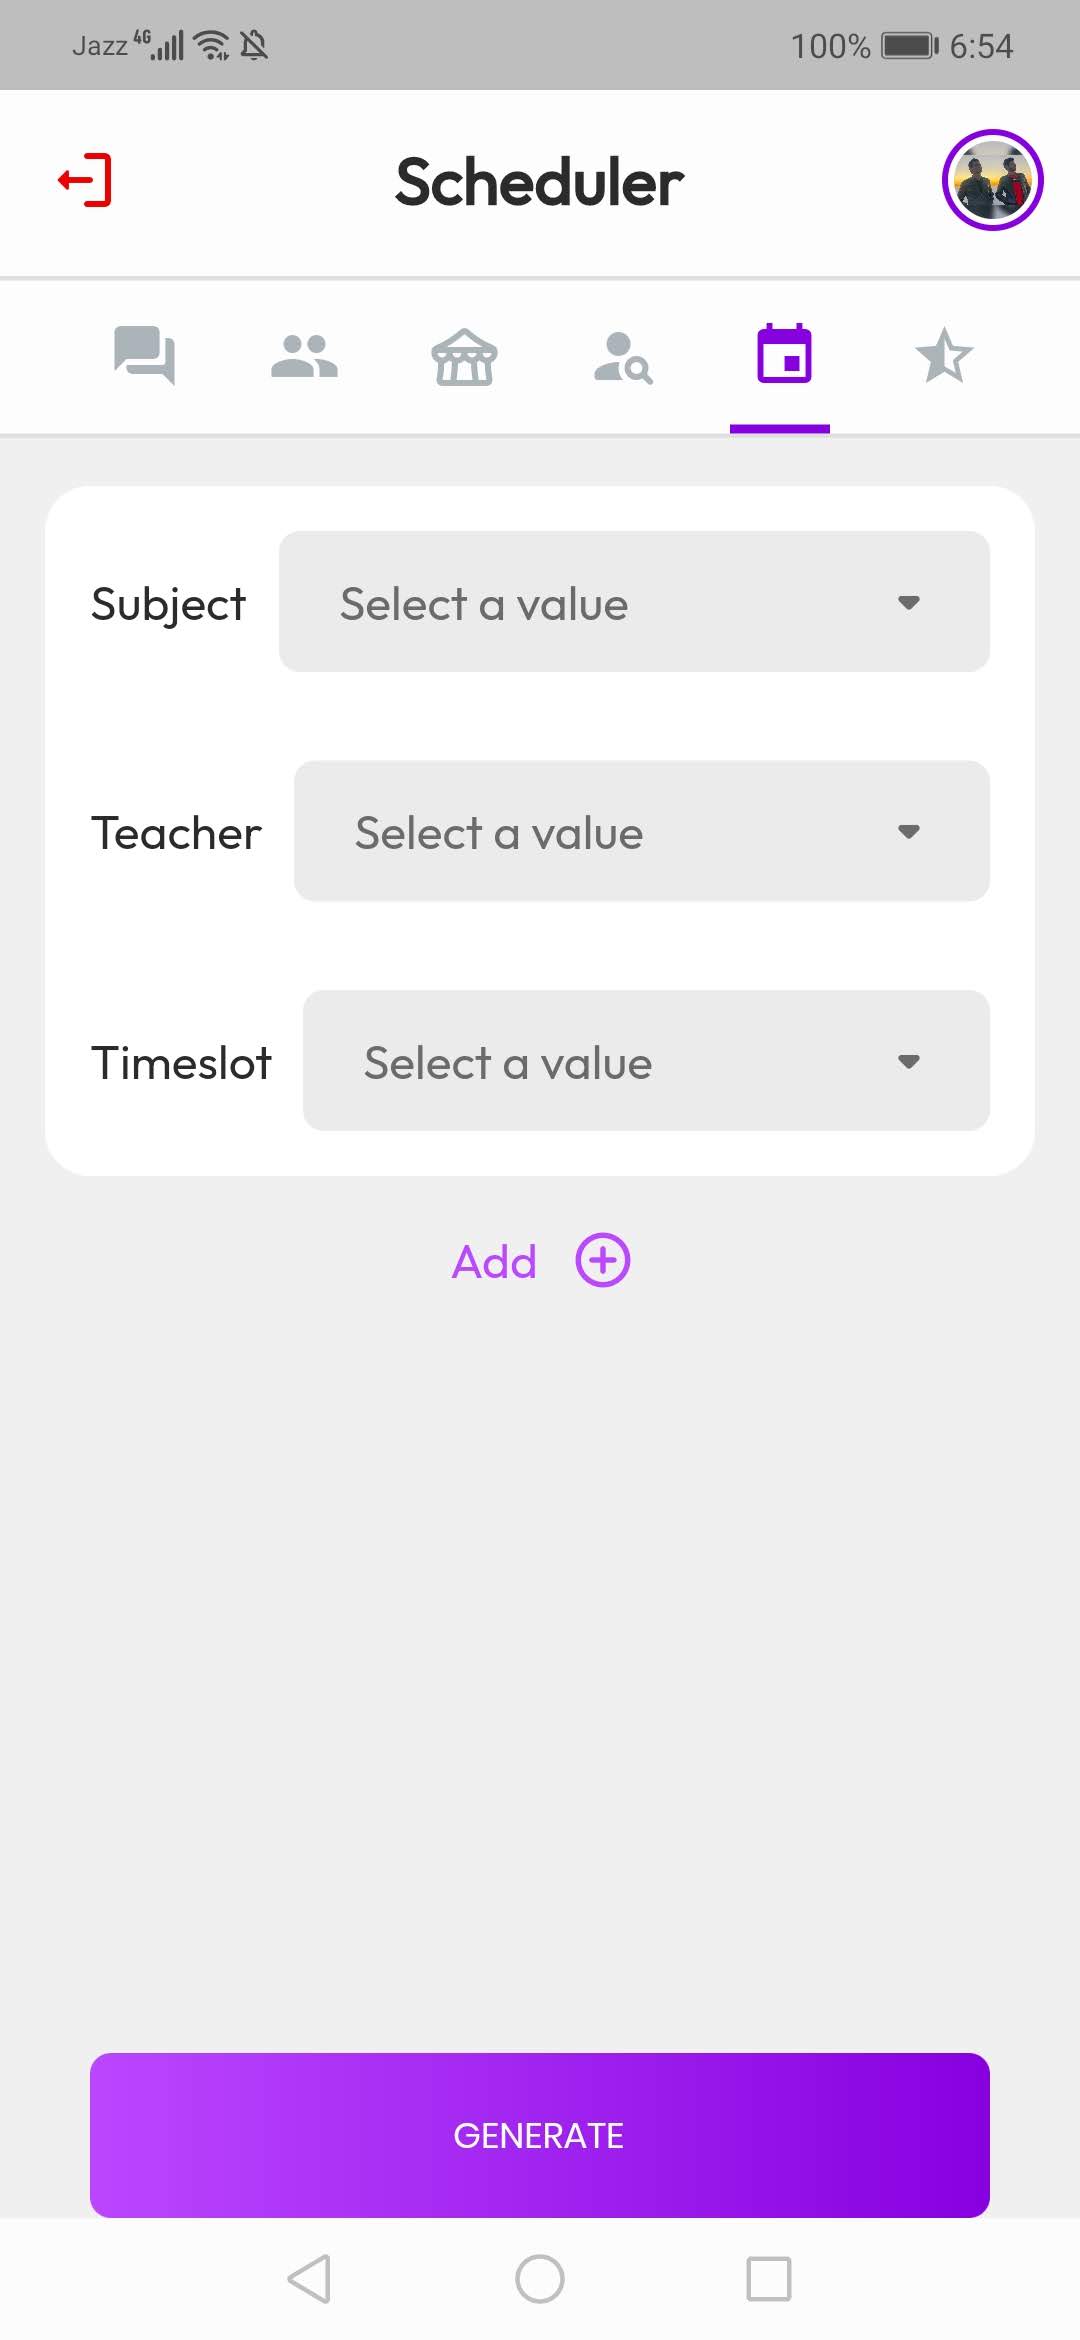 Jazz 4G 100% 6:54
Scheduler
Subject Select a value
Teacher Select a value
Timeslot Select a value
Add
GENERATE